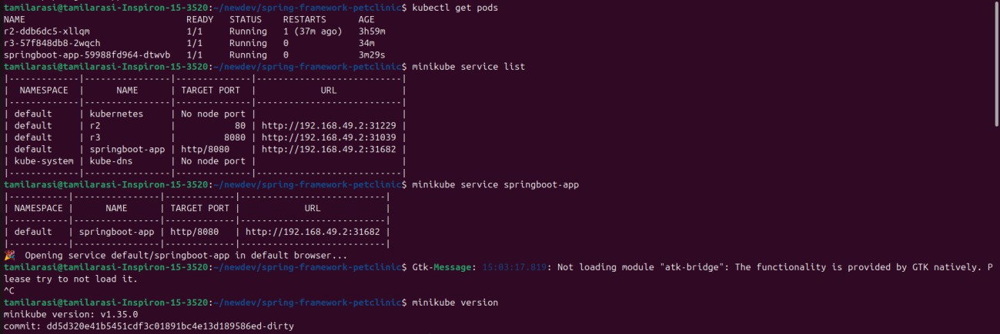 tamilarasi@tamilarasi-Inspiron-15-3520:~/newdev/spring-framework-petclinic$ kubectl get pods
NAME                             READY   STATUS    RESTARTS      AGE
r2-ddb6dc5-xllqm                 1/1     Running   1 (37m ago)   3h59m
r3-57f848db8-2wqch               1/1     Running   0             34m
springboot-app-59988fd964-dtwvb   1/1     Running   0             3m29s
tamilarasi@tamilarasi-Inspiron-15-3520:~/newdev/spring-framework-petclinic$ minikube service list
|-------------|----------------|--------------|-----------------------------|
|  NAMESPACE  |      NAME      | TARGET PORT  |             URL             |
|-------------|----------------|--------------|-----------------------------|
| default     | kubernetes     | No node port |                             |
| default     | r2             |           80 | http://192.168.49.2:31229 |
| default     | r3             |         8080 | http://192.168.49.2:31039 |
| default     | springboot-app | http/8080    | http://192.168.49.2:31682 |
| kube-system | kube-dns       | No node port |                             |
|-------------|----------------|--------------|-----------------------------|
tamilarasi@tamilarasi-Inspiron-15-3520:~/newdev/spring-framework-petclinic$ minikube service springboot-app
|-----------|----------------|-------------|---------------------------|
| NAMESPACE |      NAME      | TARGET PORT |            URL            |
|-----------|----------------|-------------|---------------------------|
| default   | springboot-app | http/8080   | http://192.168.49.2:31682 |
|-----------|----------------|-------------|---------------------------|
🎉  Opening service default/springboot-app in default browser...
tamilarasi@tamilarasi-Inspiron-15-3520:~/newdev/spring-framework-petclinic$ Gtk-Message: 15:03:17.819: Not loading module "atk-bridge": The functionality is provided by GTK natively. P
lease try to not load it.
^C
tamilarasi@tamilarasi-Inspiron-15-3520:~/newdev/spring-framework-petclinic$ minikube version
minikube version: v1.35.0
commit: dd5d320e41b5451cdf3c01891bc4e13d189586ed-dirty